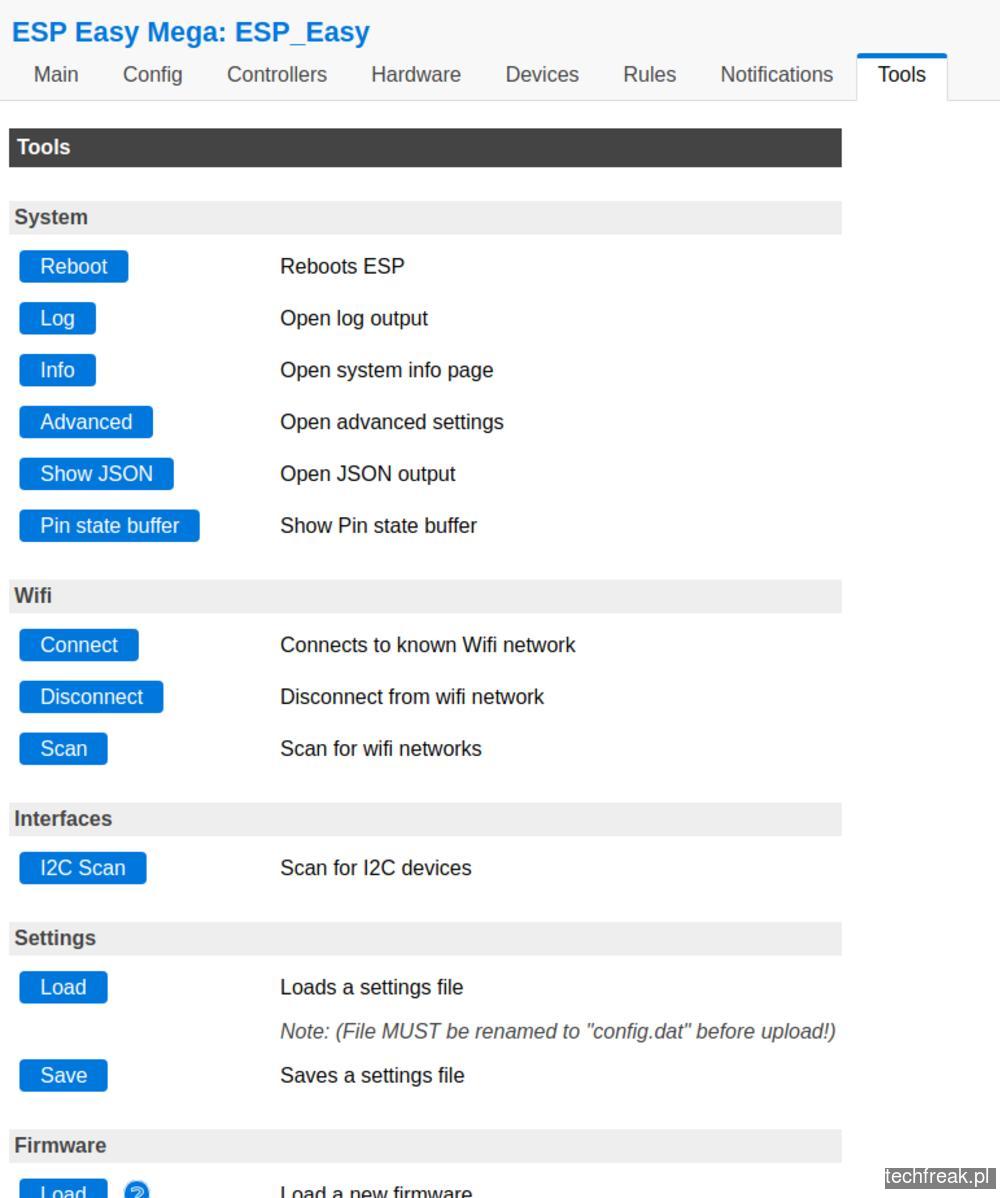 ESP Easy Mega: ESP_Easy
Main Config Controllers Hardware Devices Rules Notifications Tools
Tools
System
Reboot Reboots ESP
Log Open log output
Info Open system info page
Advanced Open advanced settings
Show JSON Open JSON output
Pin state buffer Show Pin state buffer
Wifi
Connect Connects to known Wifi network
Disconnect Disconnect from wifi network
Scan Scan for wifi networks
Interfaces
I2C Scan Scan for I2C devices
Settings
Load Loads a settings file
Note: (File MUST be renamed to "config.dat" before upload!)
Save Saves a settings file
Firmware
Load ? Load a new firmware
techfreak.pl